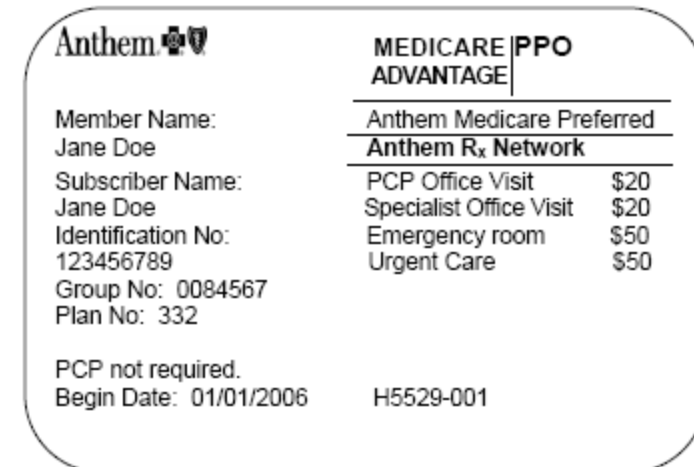 Anthem
MEDICARE PPO
ADVANTAGE
Member Name:
Jane Doe
Subscriber Name:
Jane Doe
Identification No:
123456789
Group No: 0084567
Plan No: 332
PCP not required.
Begin Date: 01/01/2006
Anthem Medicare Preferred
Anthem Rx Network
PCP Office Visit $20
Specialist Office Visit $20
Emergency room $50
Urgent Care $50
H5529-001